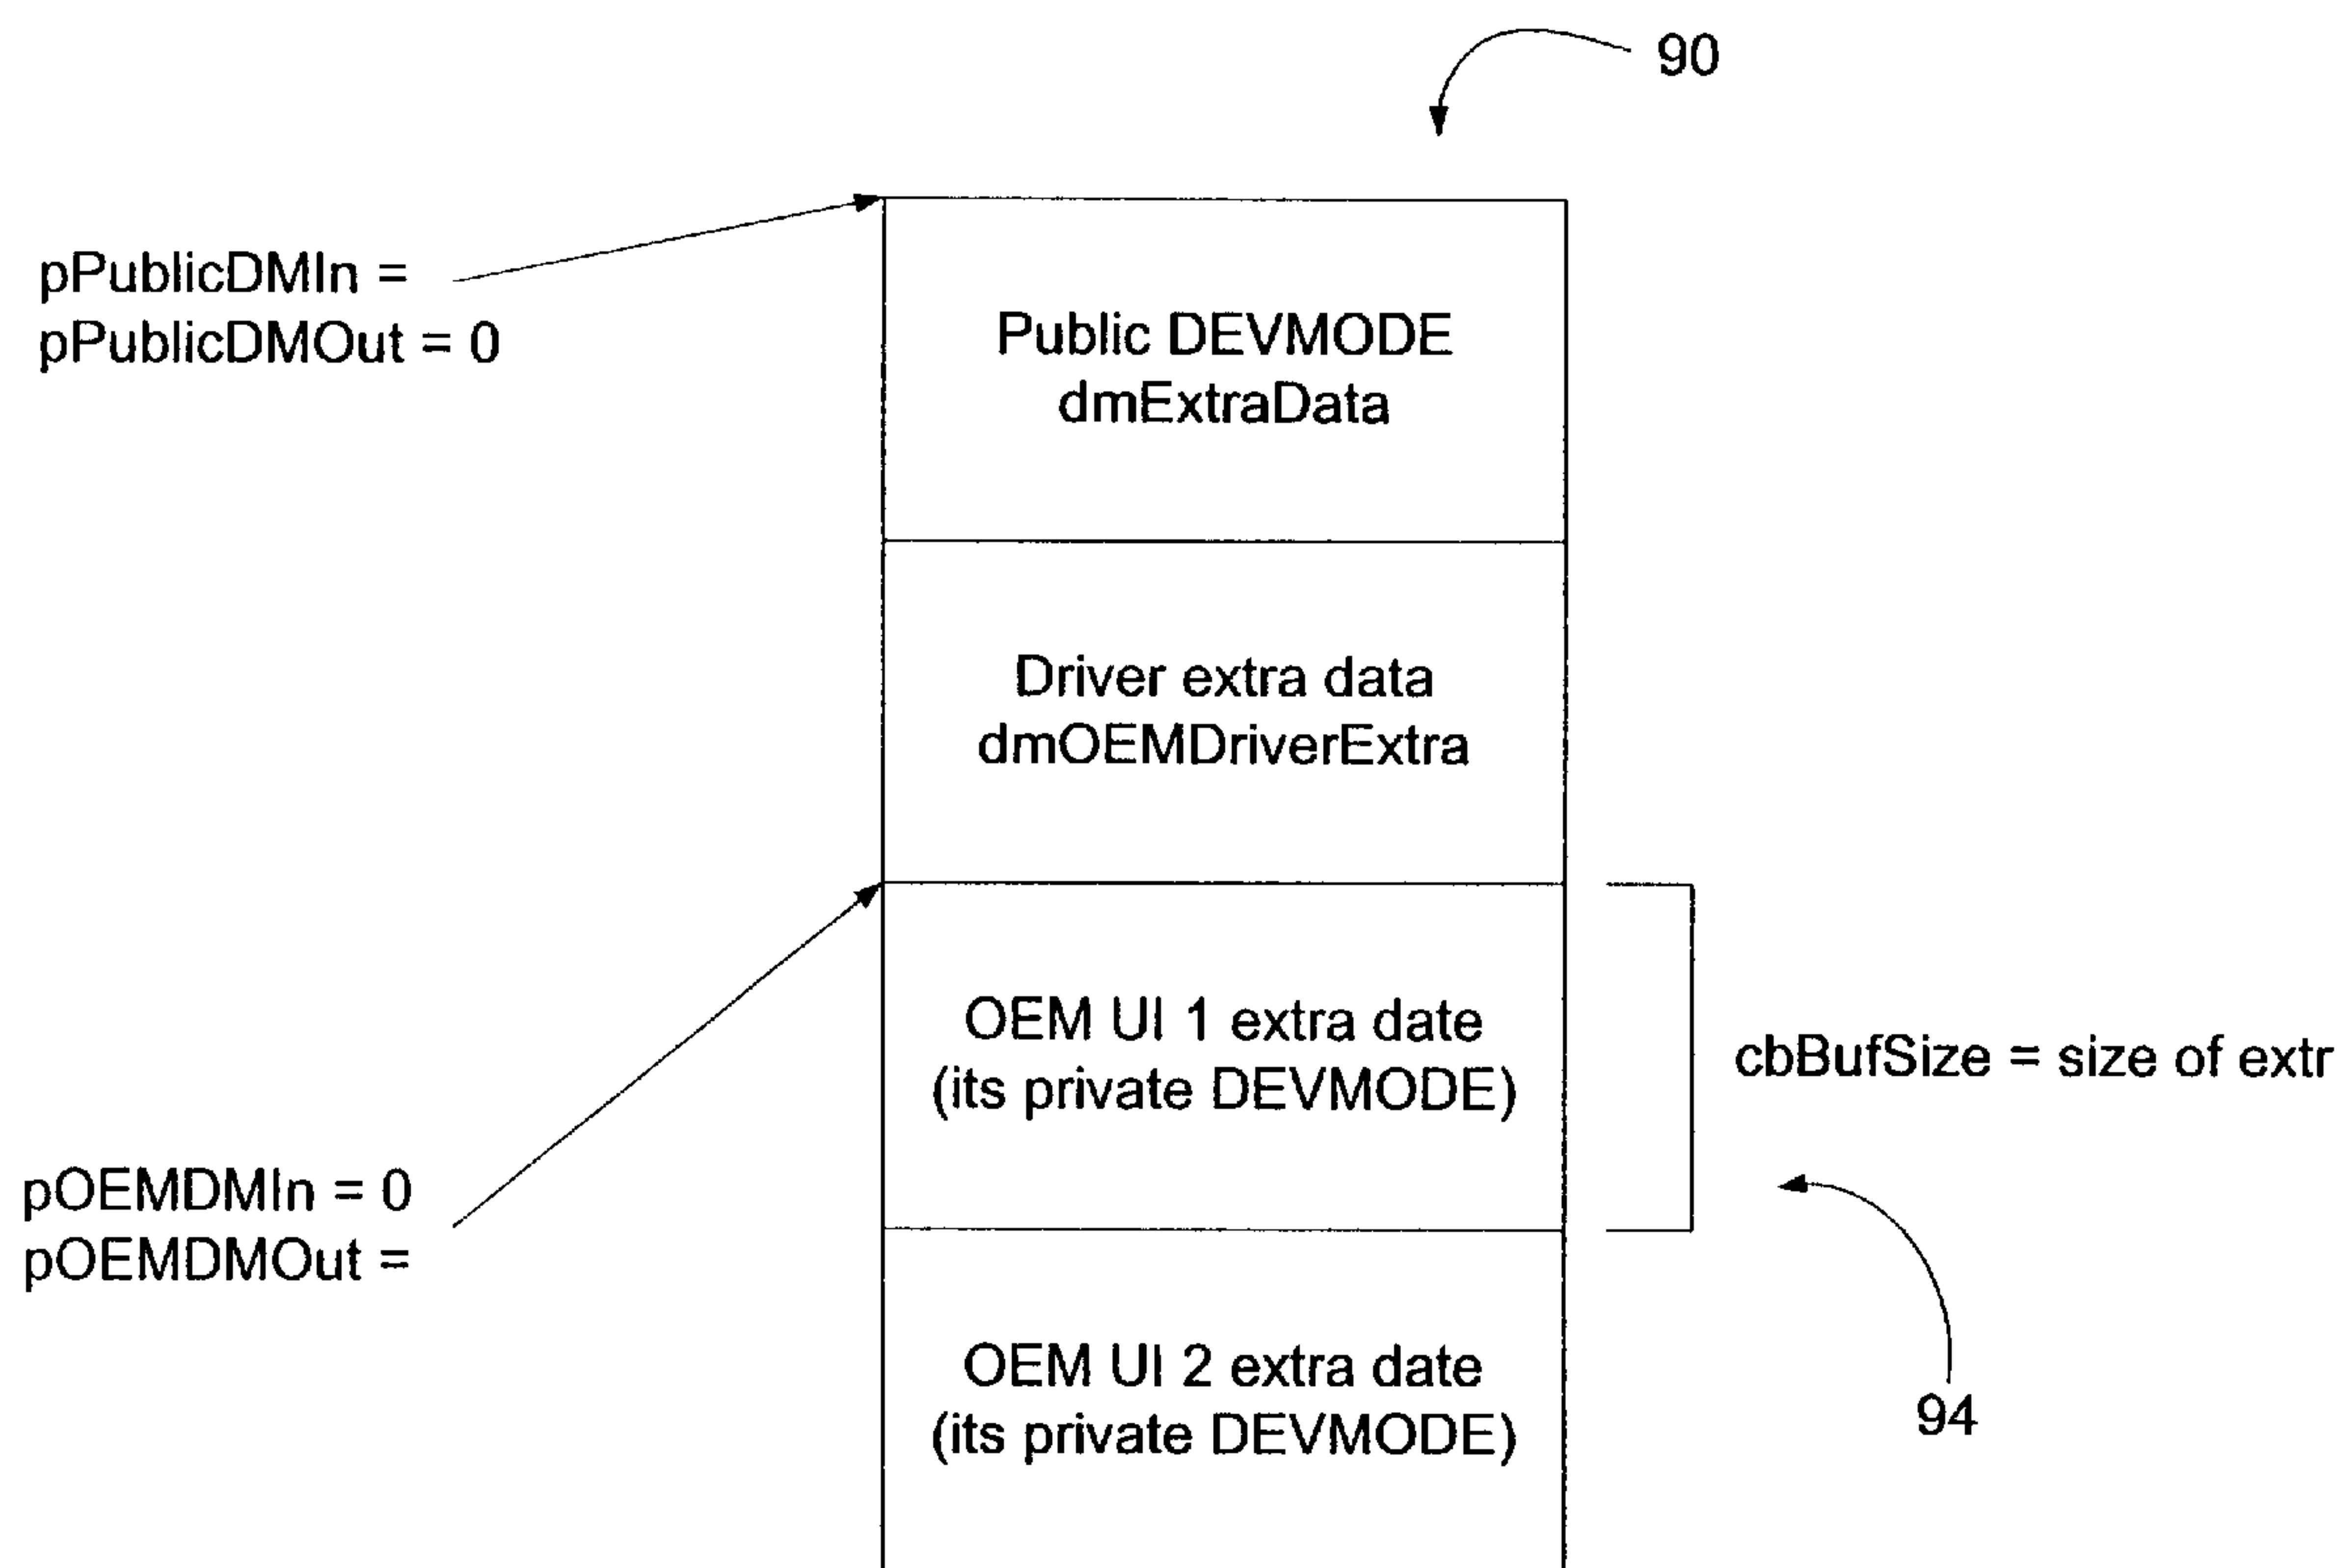 90
pPublicDMIn =
pPublicDMOut = 0
Public DEVMODE
dmExtraData
Driver extra data
dmOEMDriverExtra
OEM UI 1 extra date
(its private DEVMODE)
cbBufSize = size of extr
pOEMDMIn = 0
pOEMDMOut =
OEM UI 2 extra date
(its private DEVMODE)
94